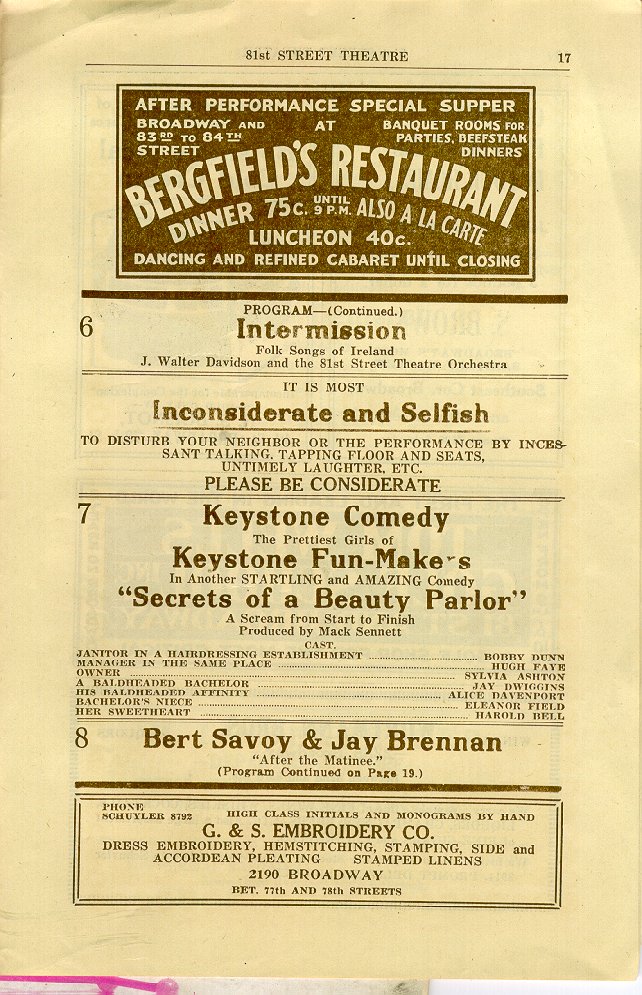 81st STREET THEATRE 17
AFTER PERFORMANCE SPECIAL SUPPER
BROADWAY AND 83RD TO 84TH STREET
AT
BANQUET ROOMS FOR PARTIES, BEEFSTEAK DINNERS
BERGFIELD'S RESTAURANT
DINNER 75c. UNTIL 9 P.M. ALSO A LA CARTE
LUNCHEON 40c.
DANCING AND REFINED CABARET UNTIL CLOSING
PROGRAM—(Continued.)
6 Intermission
Folk Songs of Ireland
J. Walter Davidson and the 81st Street Theatre Orchestra
IT IS MOST
Inconsiderate and Selfish
TO DISTURB YOUR NEIGHBOR OR THE PERFORMANCE BY INCES-
SANT TALKING, TAPPING FLOOR AND SEATS,
UNTIMELY LAUGHTER, ETC.
PLEASE BE CONSIDERATE
7 Keystone Comedy
The Prettiest Girls of
Keystone Fun-Makers
In Another STARTLING and AMAZING Comedy
"Secrets of a Beauty Parlor"
A Scream from Start to Finish
Produced by Mack Sennett
CAST.
JANITOR IN A HAIRDRESSING ESTABLISHMENT BOBBY DUNN
MANAGER IN THE SAME PLACE HUGH FAYE
OWNER SYLVIA ASHTON
A BALDHEADED BACHELOR JAY DWIGGINS
HIS BALDHEADED AFFINITY ALICE DAVENPORT
BACHELOR'S NIECE ELEANOR FIELD
HER SWEETHEART HAROLD BELL
8 Bert Savoy & Jay Brennan
"After the Matinee."
(Program Continued on Page 19.)
PHONE
SCHUYLER 8792 HIGH CLASS INITIALS AND MONOGRAMS BY HAND
G. & S. EMBROIDERY CO.
DRESS EMBROIDERY, HEMSTITCHING, STAMPING, SIDE and
ACCORDEAN PLEATING STAMPED LINENS
2190 BROADWAY
BET. 77th AND 78th STREETS